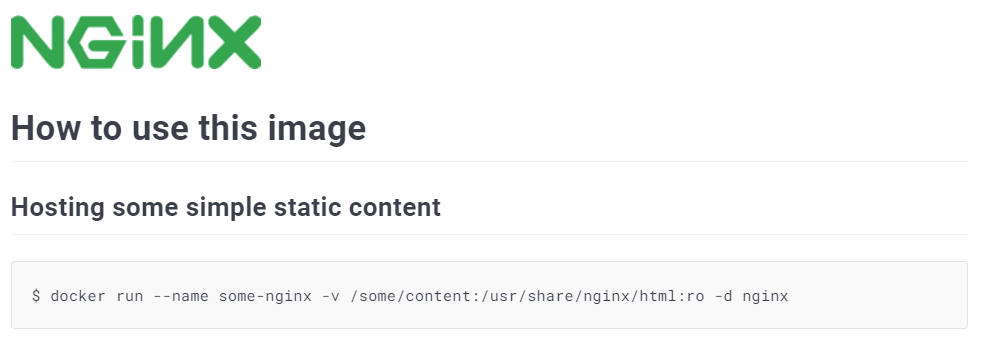 NGINX
How to use this image
Hosting some simple static content
$ docker run --name some-nginx -v /some/content:/usr/share/nginx/html:ro -d nginx